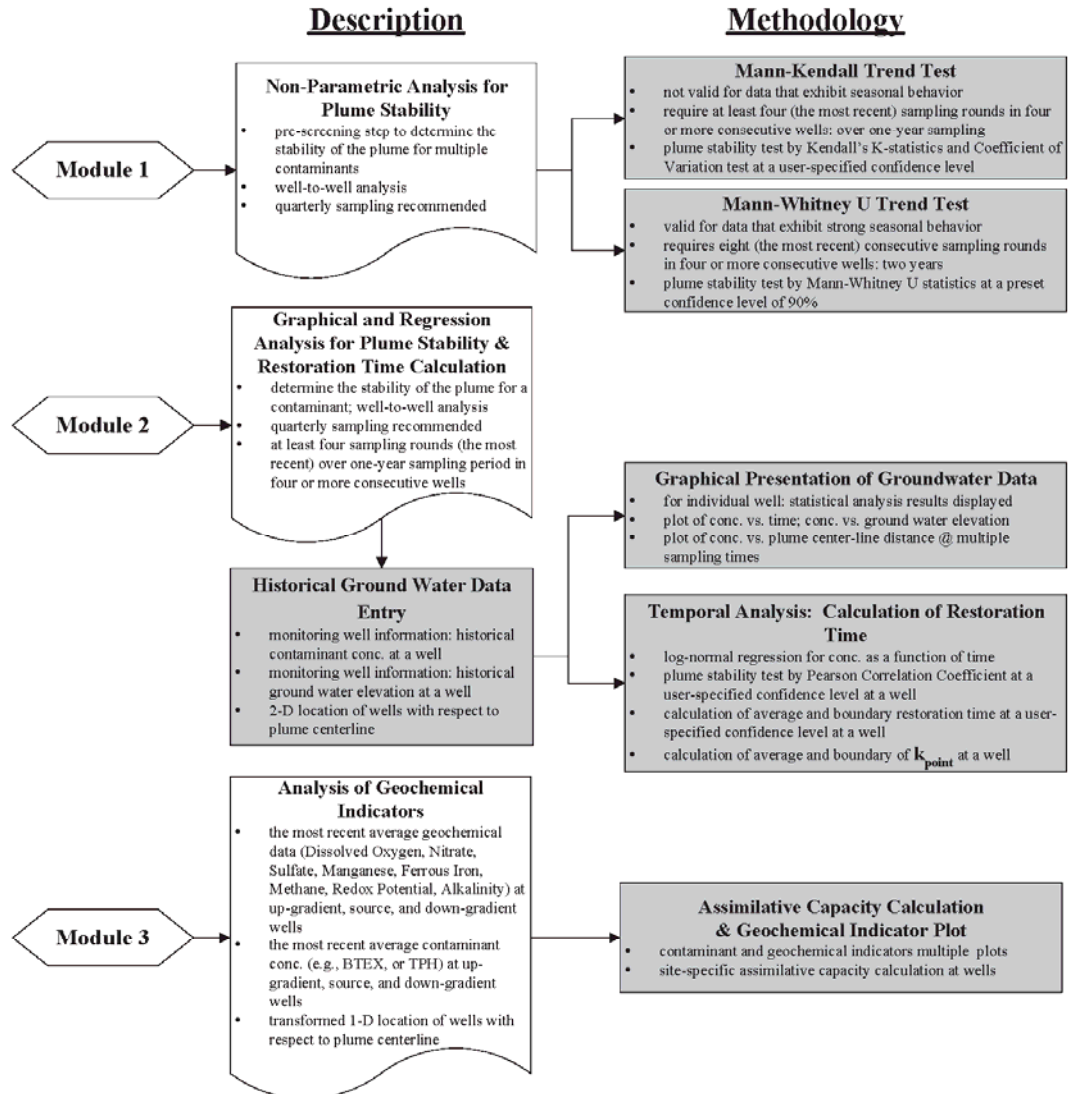 Description
Methodology
Module 1
Non-Parametric Analysis for
Plume Stability
• pre-screening step to determine the
stability of the plume for multiple
contaminants
• well-to-well analysis
• quarterly sampling recommended
Mann-Kendall Trend Test
• not valid for data that exhibit seasonal behavior
• require at least four (the most recent) sampling rounds in four
or more consecutive wells: over one-year sampling
• plume stability test by Kendall's K-statistics and Coefficient of
Variation test at a user-specified confidence level
Mann-Whitney U Trend Test
• valid for data that exhibit strong seasonal behavior
• requires eight (the most recent) consecutive sampling rounds
in four or more consecutive wells: two years
• plume stability test by Mann-Whitney U statistics at a preset
confidence level of 90%
Module 2
Graphical and Regression
Analysis for Plume Stability &
Restoration Time Calculation
• determine the stability of the plume for a
contaminant; well-to-well analysis
• quarterly sampling recommended
• at least four sampling rounds (the most
recent) over one-year sampling period in
four or more consecutive wells
Historical Ground Water Data
Entry
• monitoring well information: historical
contaminant conc. at a well
• monitoring well information: historical
ground water elevation at a well
• 2-D location of wells with respect to
plume centerline
Graphical Presentation of Groundwater Data
• for individual well: statistical analysis results displayed
• plot of conc. vs. time; conc. vs. ground water elevation
• plot of conc. vs. plume center-line distance @ multiple
sampling times
Temporal Analysis: Calculation of Restoration
Time
• log-normal regression for conc. as a function of time
• plume stability test by Pearson Correlation Coefficient at a
user-specified confidence level at a well
• calculation of average and boundary restoration time at a user-
specified confidence level at a well
• calculation of average and boundary of kpoint at a well
Module 3
Analysis of Geochemical
Indicators
• the most recent average geochemical
data (Dissolved Oxygen, Nitrate,
Sulfate, Manganese, Ferrous Iron,
Methane, Redox Potential, Alkalinity) at
up-gradient, source, and down-gradient
wells
• the most recent average contaminant
conc. (e.g., BTEX, or TPH) at up-
gradient, source, and down-gradient
wells
• transformed 1-D location of wells with
respect to plume centerline
Assimilative Capacity Calculation
& Geochemical Indicator Plot
• contaminant and geochemical indicators multiple plots
• site-specific assimilative capacity calculation at wells